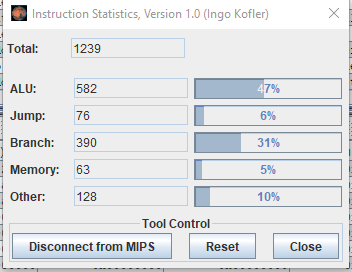 Instruction Statistics, Version 1.0 (Ingo Kofler)
Total: 1239
ALU: 582 47%
Jump: 76 6%
Branch: 390 31%
Memory: 63 5%
Other: 128 10%
Tool Control
Disconnect from MIPS Reset Close